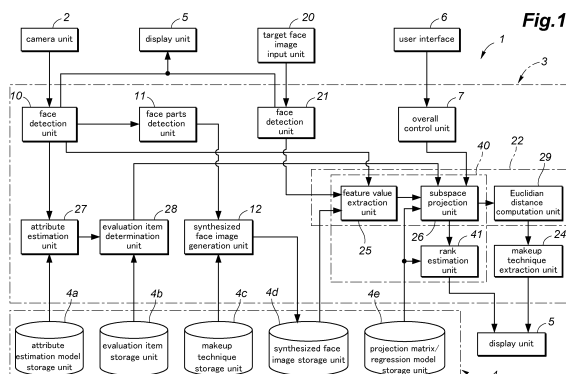 Fig.1
2
5
20
6
camera unit
display unit
target face
image
input unit
user interface
1
3
10
11
21
7
face
detection
unit
face parts
detection
unit
face
detection
unit
overall
control unit
40
22
29
27
28
12
feature value
extraction
unit
subspace
projection
unit
Euclidian
distance
computation unit
attribute
estimation
unit
evaluation item
determination
unit
synthesized
face image
generation unit
25
26
41
24
rank
estimation
unit
makeup
technique
extraction unit
4a
4b
4c
4d
4e
attribute
estimation model
storage unit
evaluation item
storage unit
makeup
technique
storage unit
synthesized face
image storage unit
projection matrix/
regression model
storage unit
display unit
5
4